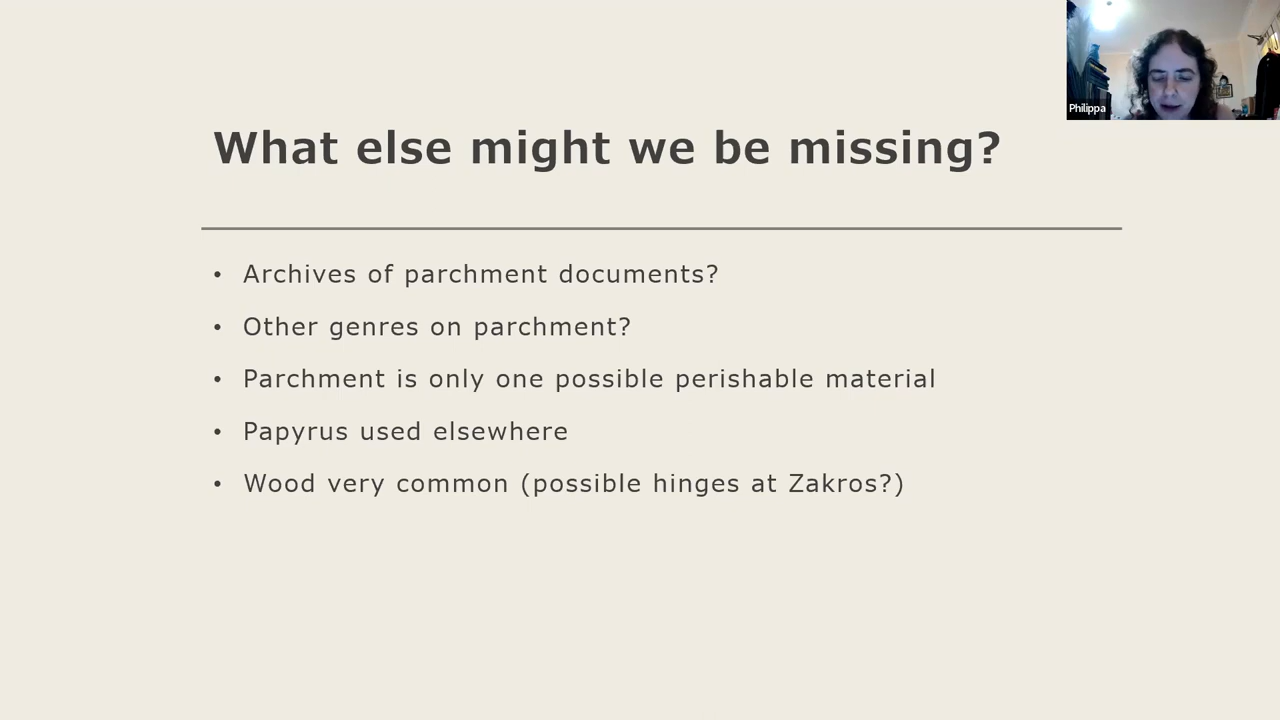 Philippa
What else might we be missing?
• Archives of parchment documents?
• Other genres on parchment?
• Parchment is only one possible perishable material
• Papyrus used elsewhere
• Wood very common (possible hinges at Zakros?)